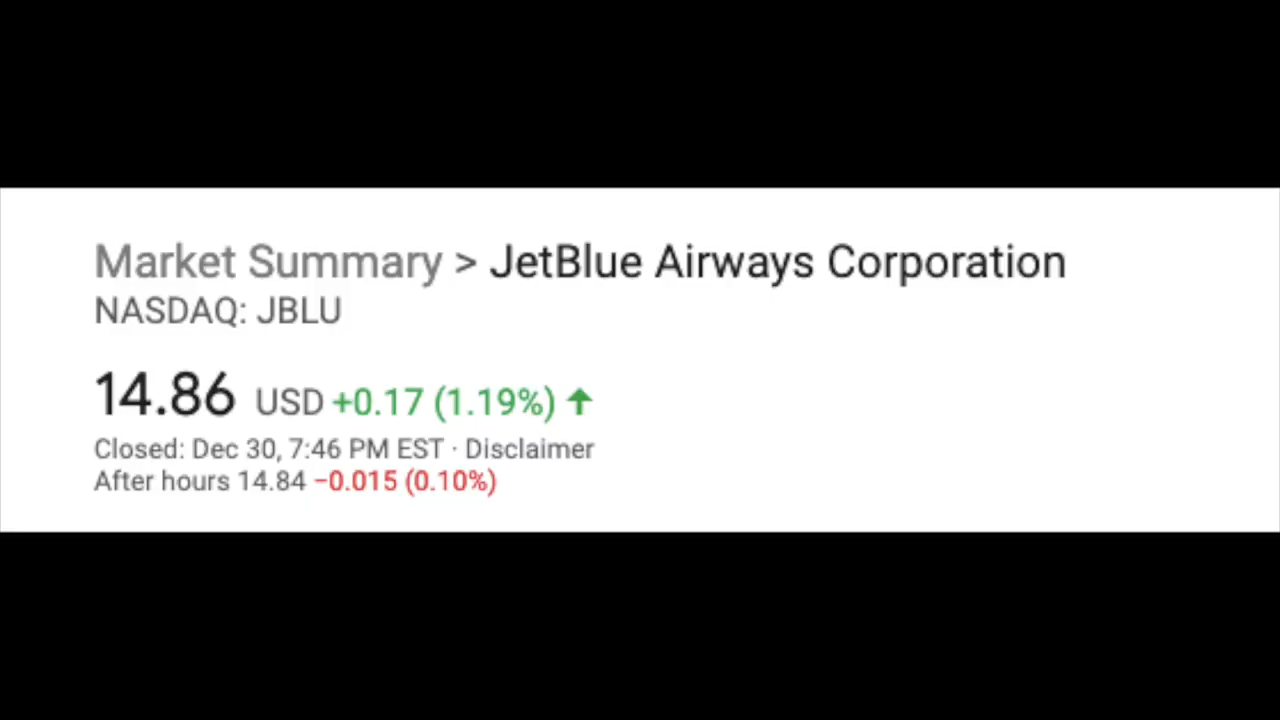 Market Summary > JetBlue Airways Corporation
NASDAQ: JBLU
14.86 USD +0.17 (1.19%) ↑
Closed: Dec 30, 7:46 PM EST · Disclaimer
After hours 14.84 −0.015 (0.10%)